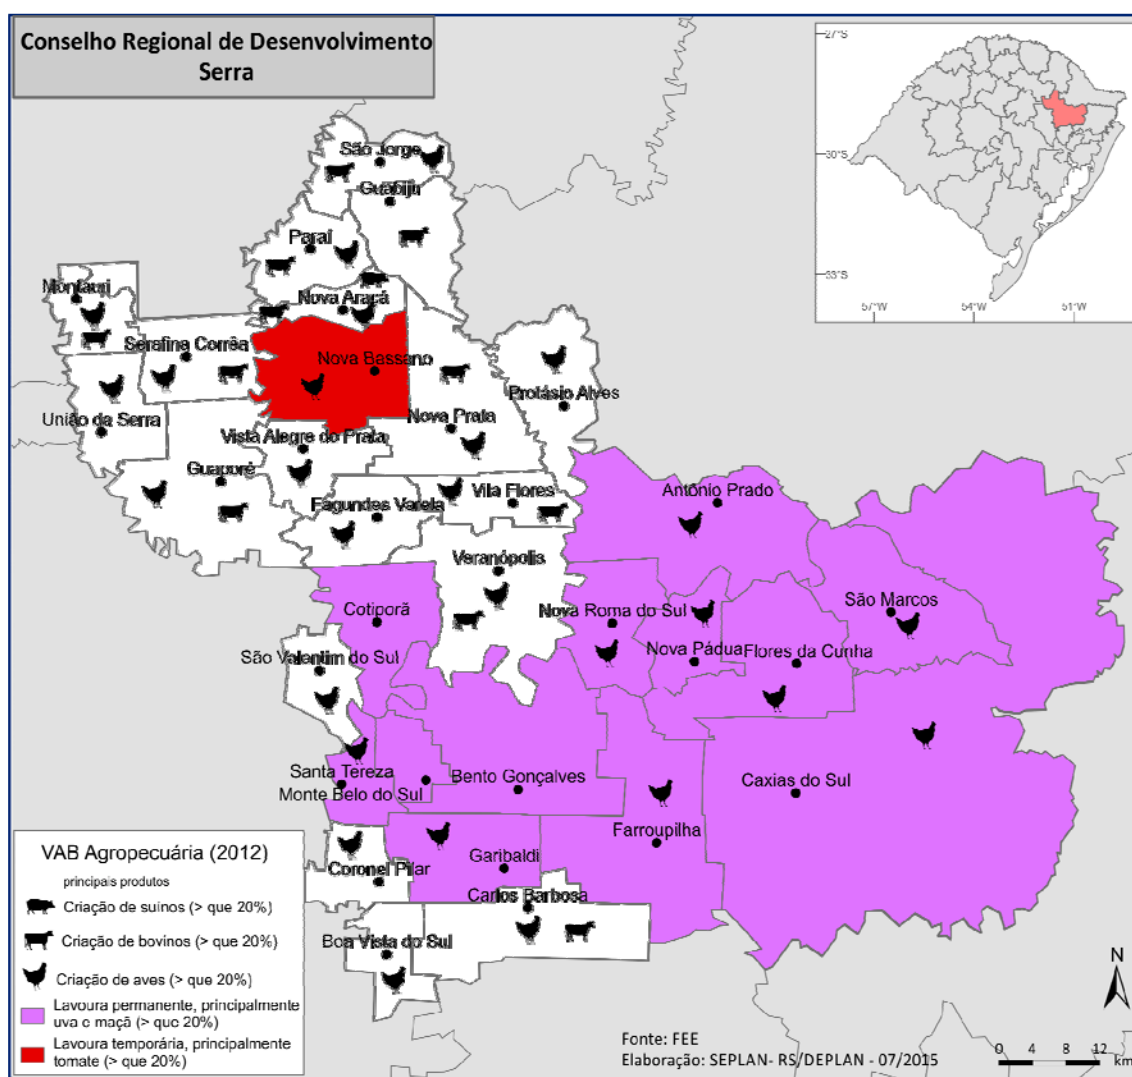 Conselho Regional de Desenvolvimento
Serra
27°S
30°S
33°S
57°W
54°W
51°W
São Jorge
Guabiju
Paraí
Montauri
Nova Araçá
Serafina Corrêa
Nova Bassano
Protásio Alves
União da Serra
Nova Prata
Vista Alegre do Prata
Guaporé
Vila Flores
Antônio Prado
Fagundes Varela
Veranópolis
Cotiporã
Nova Roma do Sul
São Marcos
São Valentim do Sul
Nova Pádua
Flores da Cunha
Santa Tereza
Bento Gonçalves
Caxias do Sul
Monte Belo do Sul
Farroupilha
Garibaldi
Coronel Pilar
Carlos Barbosa
Boa Vista do Sul
VAB Agropecuária (2012)
principais produtos
Criação de suínos (> que 20%)
Criação de bovinos (> que 20%)
Criação de aves (> que 20%)
Lavoura permanente, principalmente
uva e maçã (> que 20%)
Lavoura temporária, principalmente
tomate (> que 20%)
N
Fonte: FEE
Elaboração: SEPLAN- RS/DEPLAN - 07/2015
0 4 8 12
km